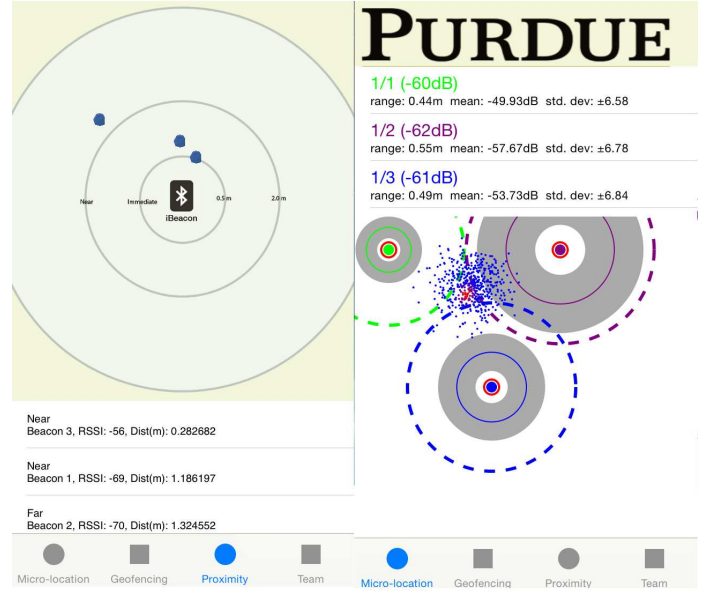 Near
Immediate
0.5 m
2.0 m
iBeacon
Near
Beacon 3, RSSI: -56, Dist(m): 0.282682
Near
Beacon 1, RSSI: -69, Dist(m): 1.186197
Far
Beacon 2, RSSI: -70, Dist(m): 1.324552
Micro-location
Geofencing
Proximity
Team
PURDUE
1/1 (-60dB)
range: 0.44m mean: -49.93dB std. dev: ±6.58
1/2 (-62dB)
range: 0.55m mean: -57.67dB std. dev: ±6.78
1/3 (-61dB)
range: 0.49m mean: -53.73dB std. dev: ±6.84
Micro-location
Geofencing
Proximity
Team